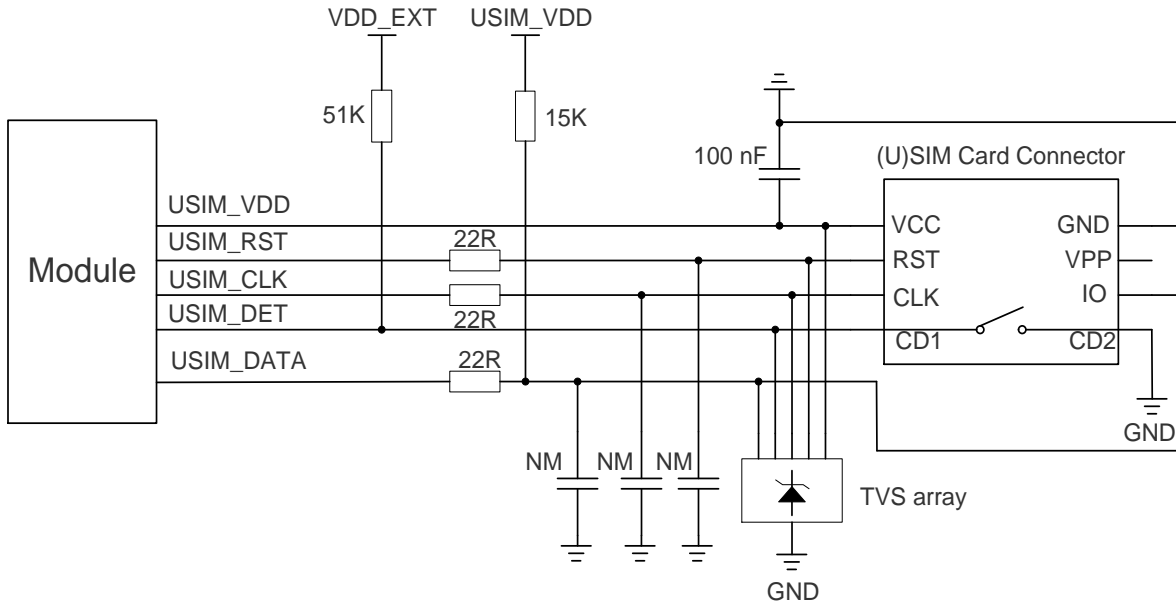 VDD_EXT
USIM_VDD
51K
15K
100 nF
(U)SIM Card Connector
Module
USIM_VDD
USIM_RST
USIM_CLK
USIM_DET
USIM_DATA
22R
22R
22R
VCC
RST
CLK
CD1
GND
VPP
IO
CD2
GND
NM
NM
NM
TVS array
GND